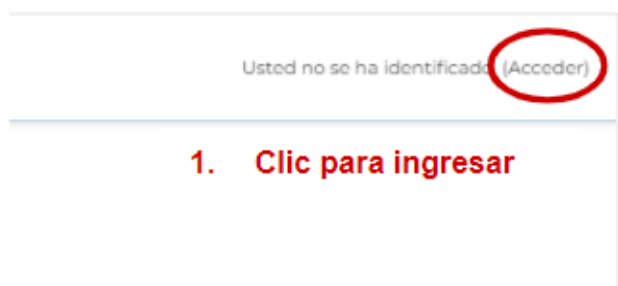 Usted no se ha identificado. (Acceder)
1. Clic para ingresar